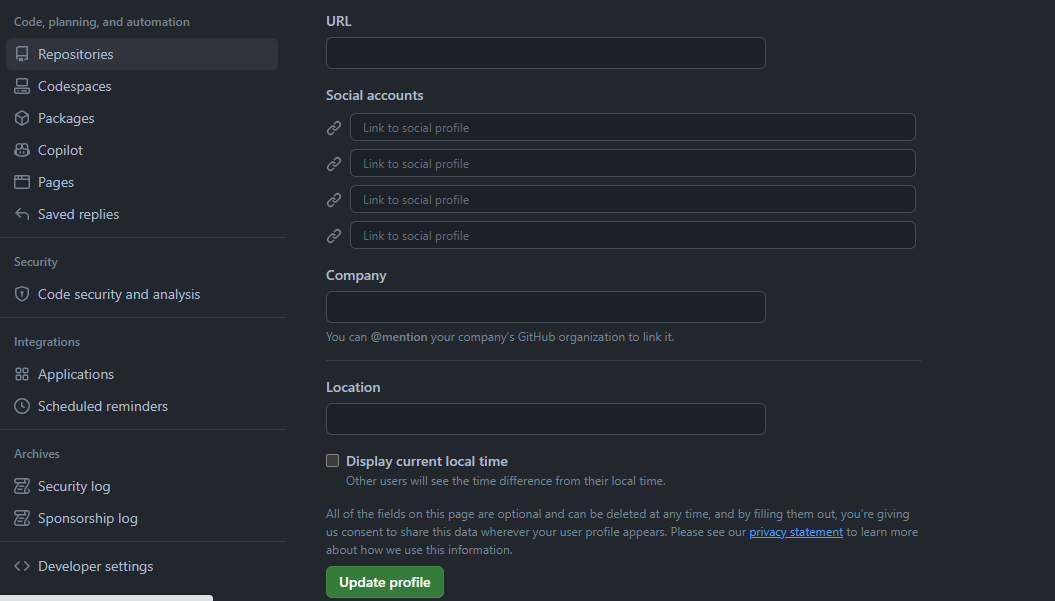 Code, planning, and automation
Repositories
Codespaces
Packages
Copilot
Pages
Saved replies
Security
Code security and analysis
Integrations
Applications
Scheduled reminders
Archives
Security log
Sponsorship log
Developer settings
URL
Social accounts
Link to social profile
Link to social profile
Link to social profile
Link to social profile
Company
You can @mention your company's GitHub organization to link it.
Location
Display current local time
Other users will see the time difference from their local time.
All of the fields on this page are optional and can be deleted at any time, and by filling them out, you're giving
us consent to share this data wherever your user profile appears. Please see our privacy statement to learn more
about how we use this information.
Update profile